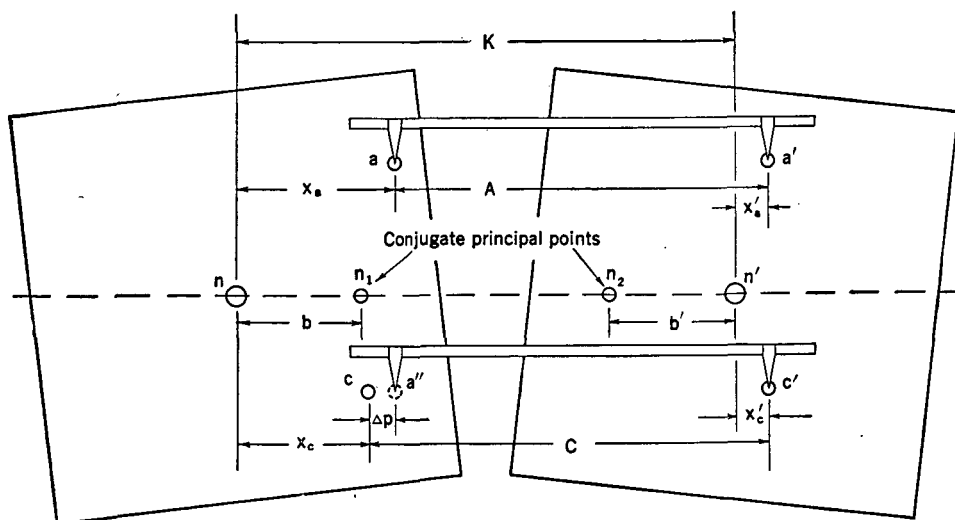 K
a
a′
xₐ
A
x′ₐ
Conjugate principal points
n
n₁
n₂
n′
b
b′
c
a″
c′
Δp
x′c
xc
C